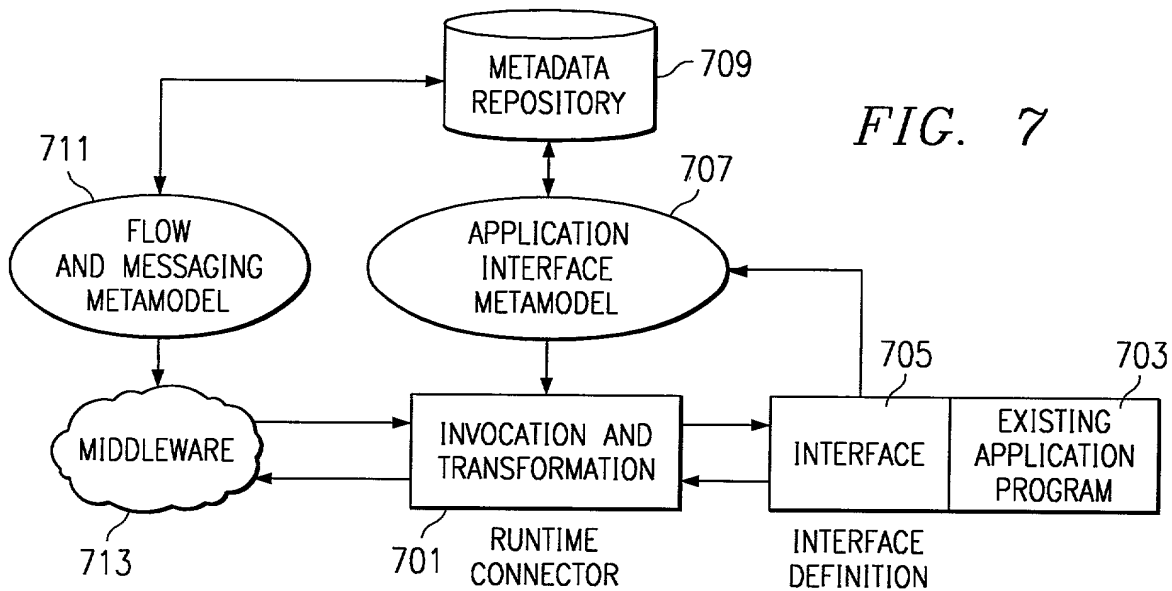 METADATA
REPOSITORY
709
FIG. 7
711
707
FLOW
AND MESSAGING
METAMODEL
APPLICATION
INTERFACE
METAMODEL
705
703
MIDDLEWARE
INVOCATION AND
TRANSFORMATION
INTERFACE
EXISTING
APPLICATION
PROGRAM
713
701
RUNTIME
CONNECTOR
INTERFACE
DEFINITION